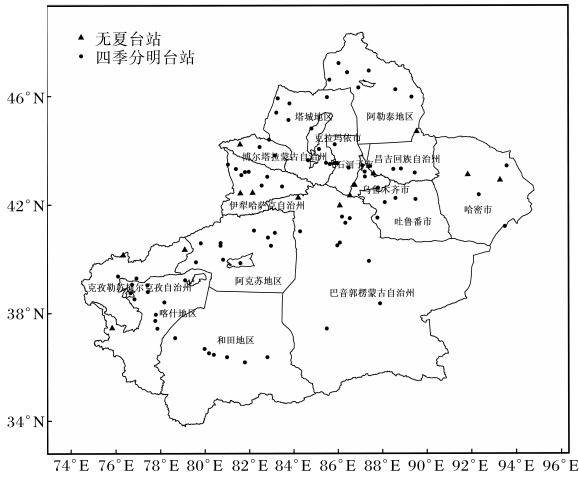 无夏台站
四季分明台站
46°N
42°N
38°N
34°N
塔城地区
阿勒泰地区
克拉玛依市
博尔塔拉蒙古自治州
石河子市
昌吉回族自治州
乌鲁木齐市
伊犁哈萨克自治州
吐鲁番市
哈密市
阿克苏地区
克孜勒苏柯尔克孜自治州
巴音郭楞蒙古自治州
喀什地区
和田地区
74°E 76°E 78°E 80°E 82°E 84°E 86°E 88°E 90°E 92°E 94°E 96°E